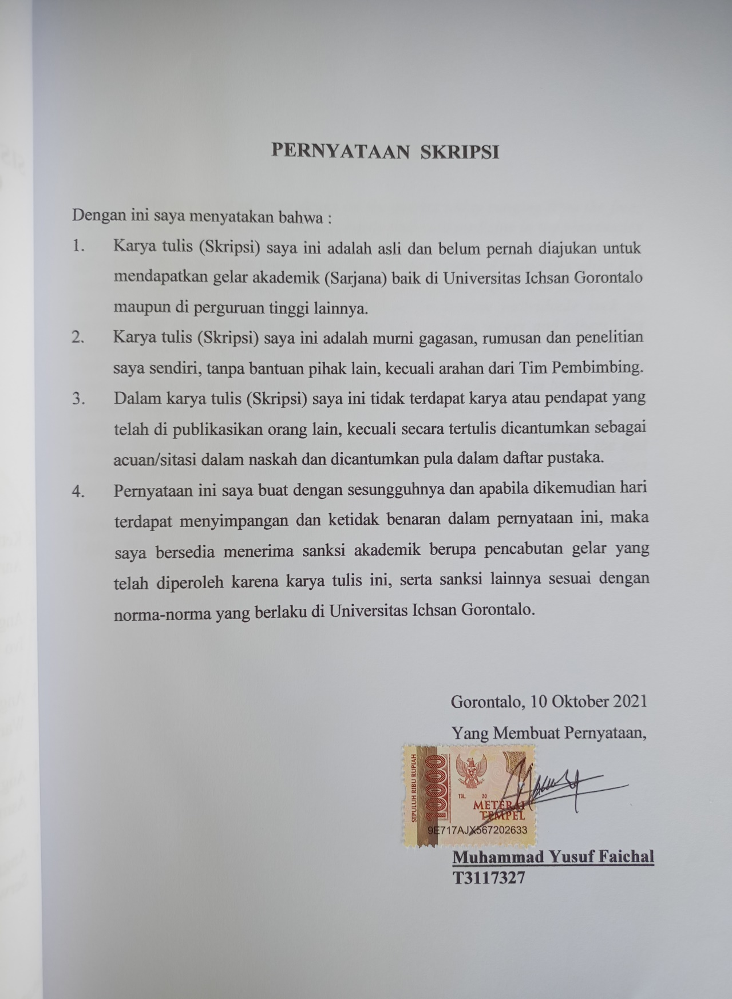 PERNYATAAN SKRIPSI
Dengan ini saya menyatakan bahwa :
1. Karya tulis (Skripsi) saya ini adalah asli dan belum pernah diajukan untuk
mendapatkan gelar akademik (Sarjana) baik di Universitas Ichsan Gorontalo
maupun di perguruan tinggi lainnya.
2. Karya tulis (Skripsi) saya ini adalah murni gagasan, rumusan dan penelitian
saya sendiri, tanpa bantuan pihak lain, kecuali arahan dari Tim Pembimbing.
3. Dalam karya tulis (Skripsi) saya ini tidak terdapat karya atau pendapat yang
telah di publikasikan orang lain, kecuali secara tertulis dicantumkan sebagai
acuan/sitasi dalam naskah dan dicantumkan pula dalam daftar pustaka.
4. Pernyataan ini saya buat dengan sesungguhnya dan apabila dikemudian hari
terdapat menyimpangan dan ketidak benaran dalam pernyataan ini, maka
saya bersedia menerima sanksi akademik berupa pencabutan gelar yang
telah diperoleh karena karya tulis ini, serta sanksi lainnya sesuai dengan
norma-norma yang berlaku di Universitas Ichsan Gorontalo.
Gorontalo, 10 Oktober 2021
Yang Membuat Pernyataan,
SEPULUH RIBU RUPIAH
10000
TGL. 20
METERAI
TEMPEL
9E717AJX567202633
Muhammad Yusuf Faichal
T3117327